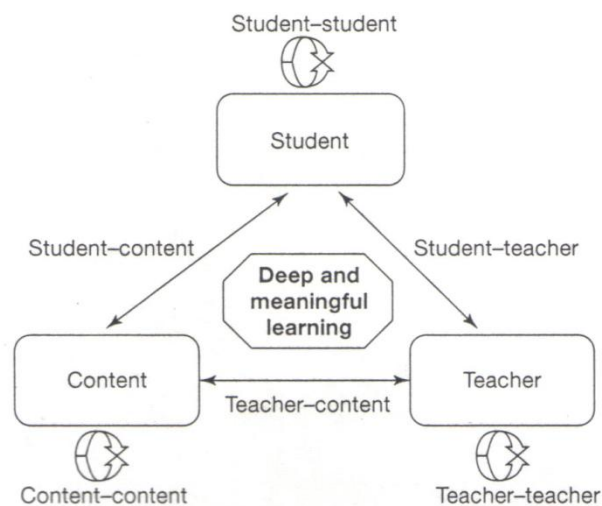 Student–student
Student
Student–content
Student–teacher
Deep and
meaningful
learning
Content
Teacher
Teacher–content
Content–content
Teacher–teacher